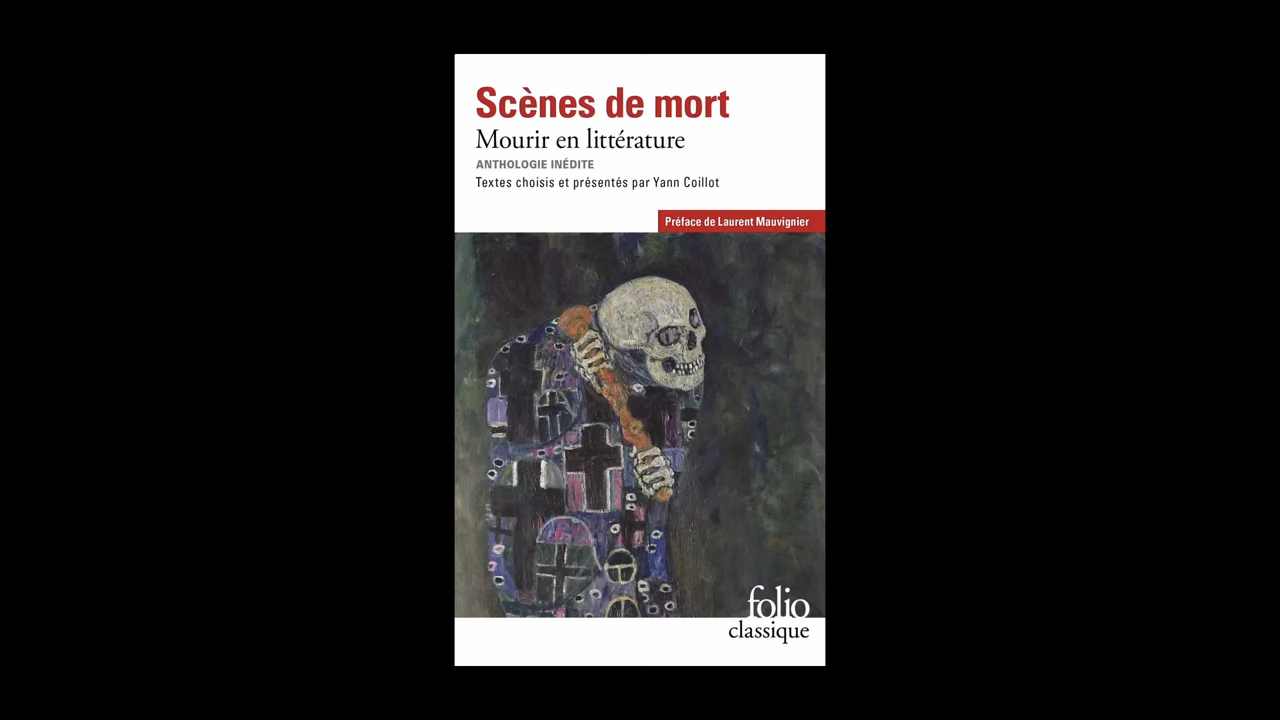 Scènes de mort
Mourir en littérature
ANTHOLOGIE INÉDITE
Textes choisis et présentés par Yann Coillot
Préface de Laurent Mauvignier
folio
classique